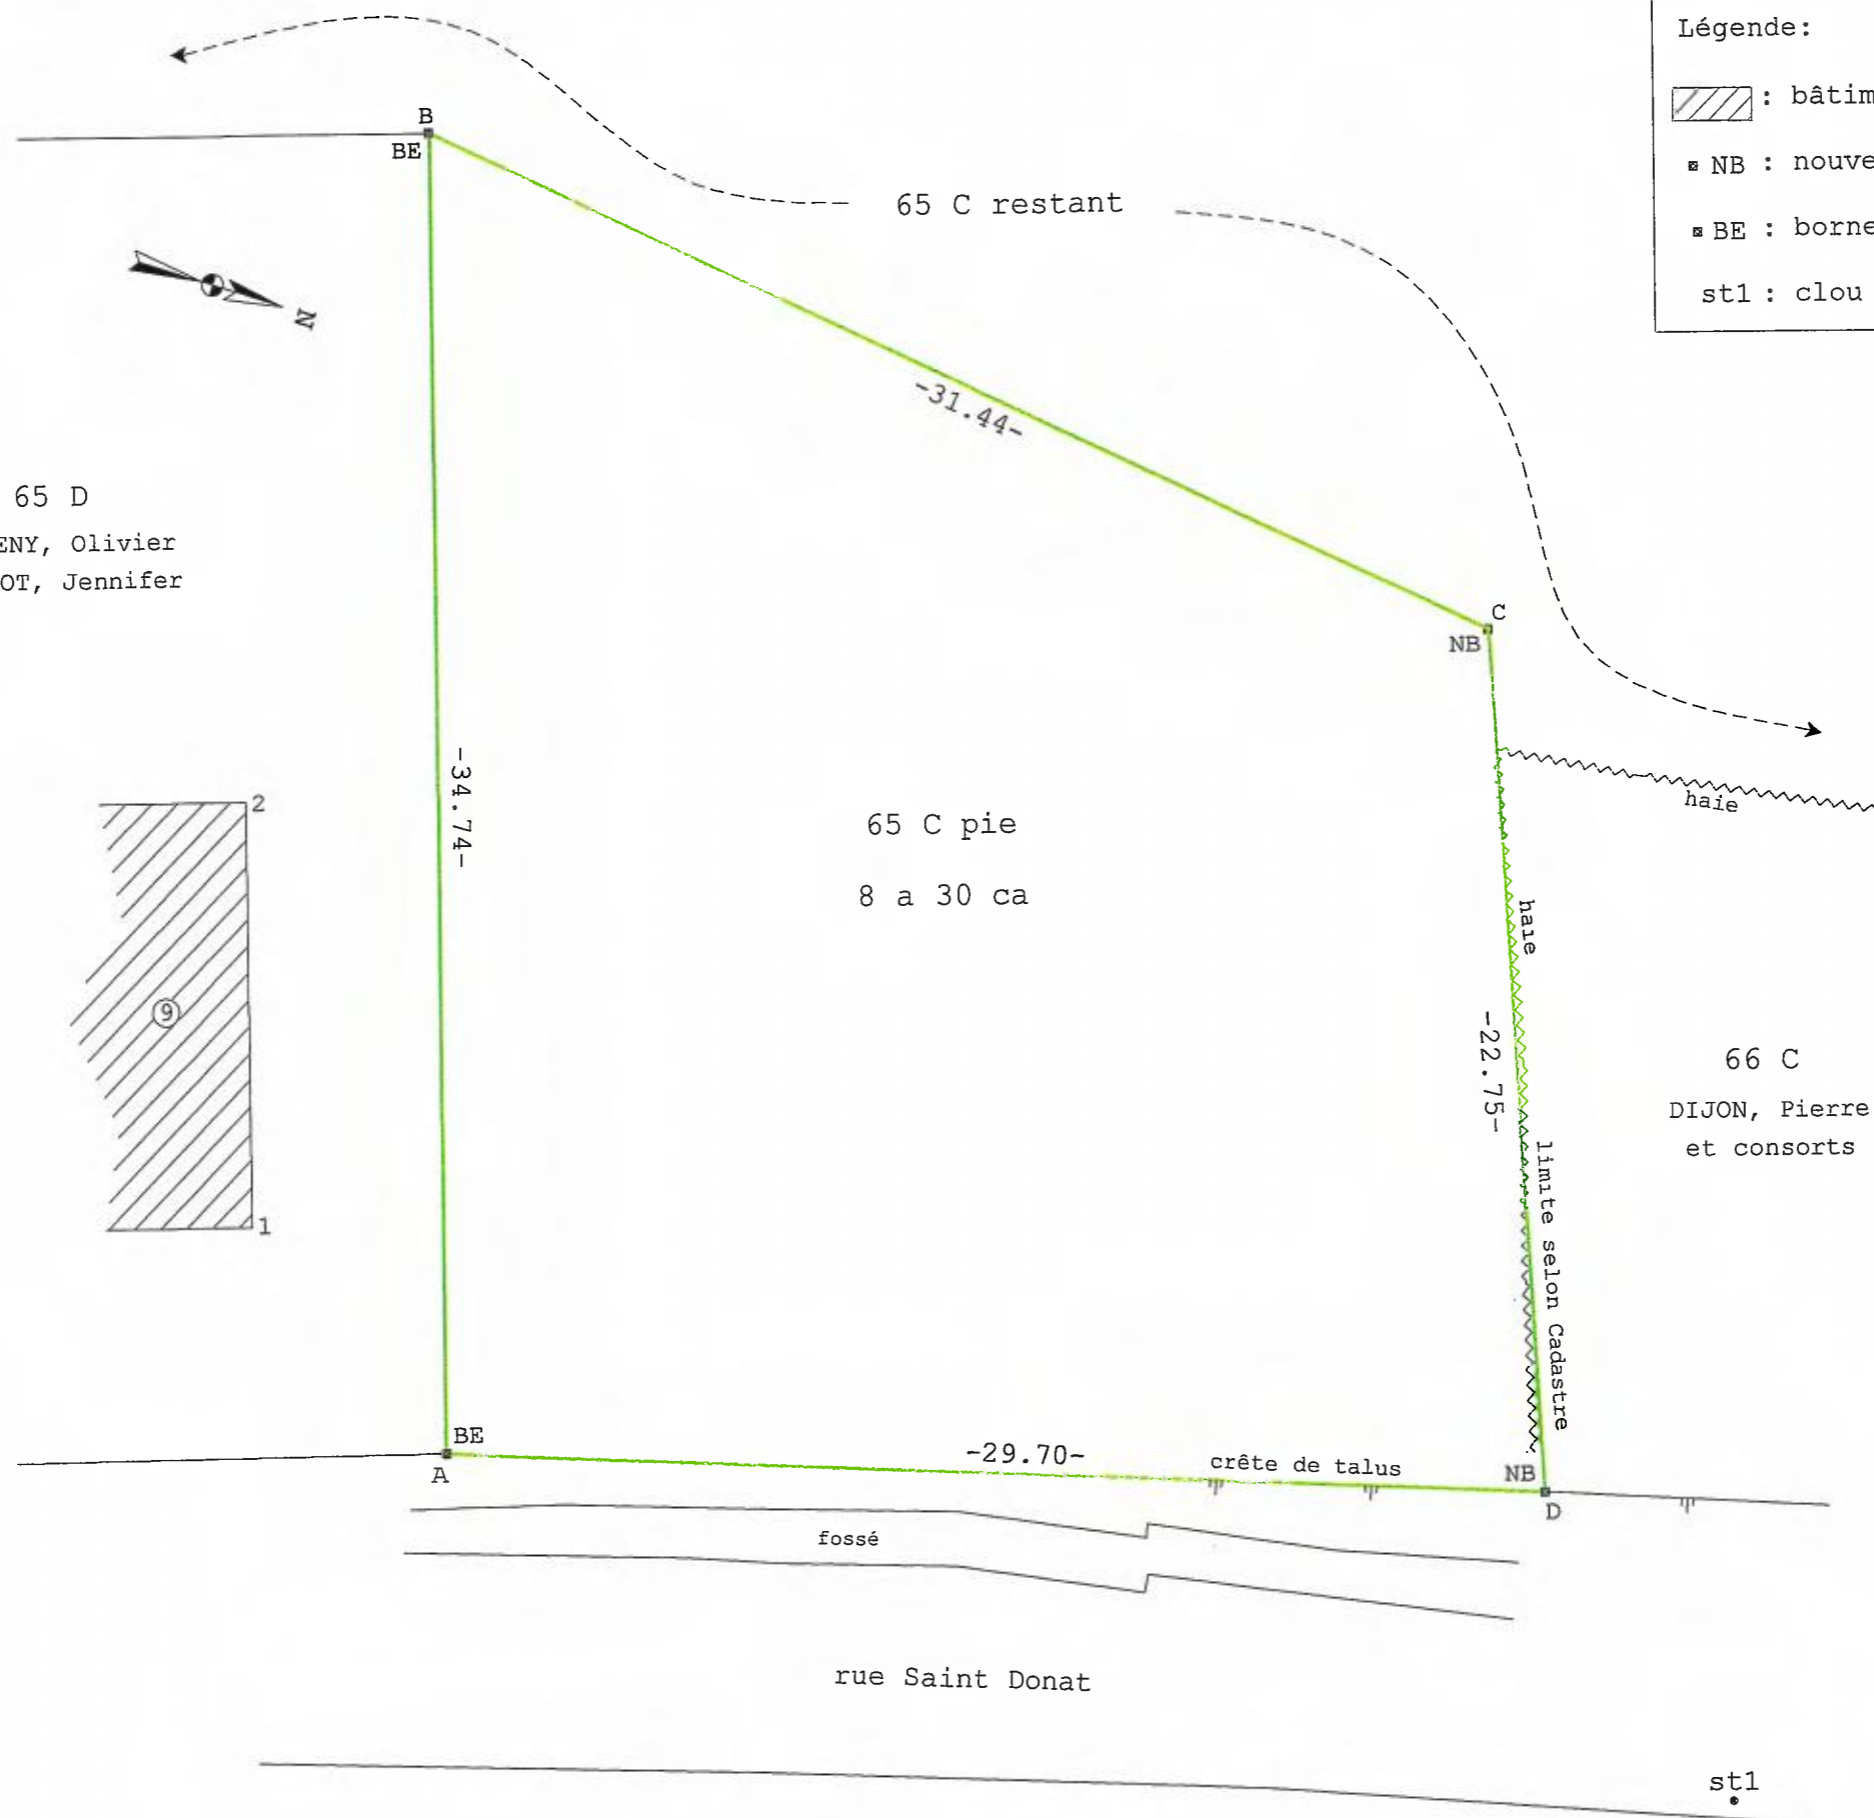 Légende:
: bâtim
NB : nouve
BE : borne
st1 : clou
B
BE
65 C restant
N
-31.44-
65 D
ENY, Olivier
OT, Jennifer
C
NB
-34.74-
2
haie
65 C pie
8 a 30 ca
haie
9
-22.75-
66 C
DIJON, Pierre
et consorts
limite selon Cadastre
1
BE
A
-29.70-
crête de talus
NB
D
fossé
rue Saint Donat
st1